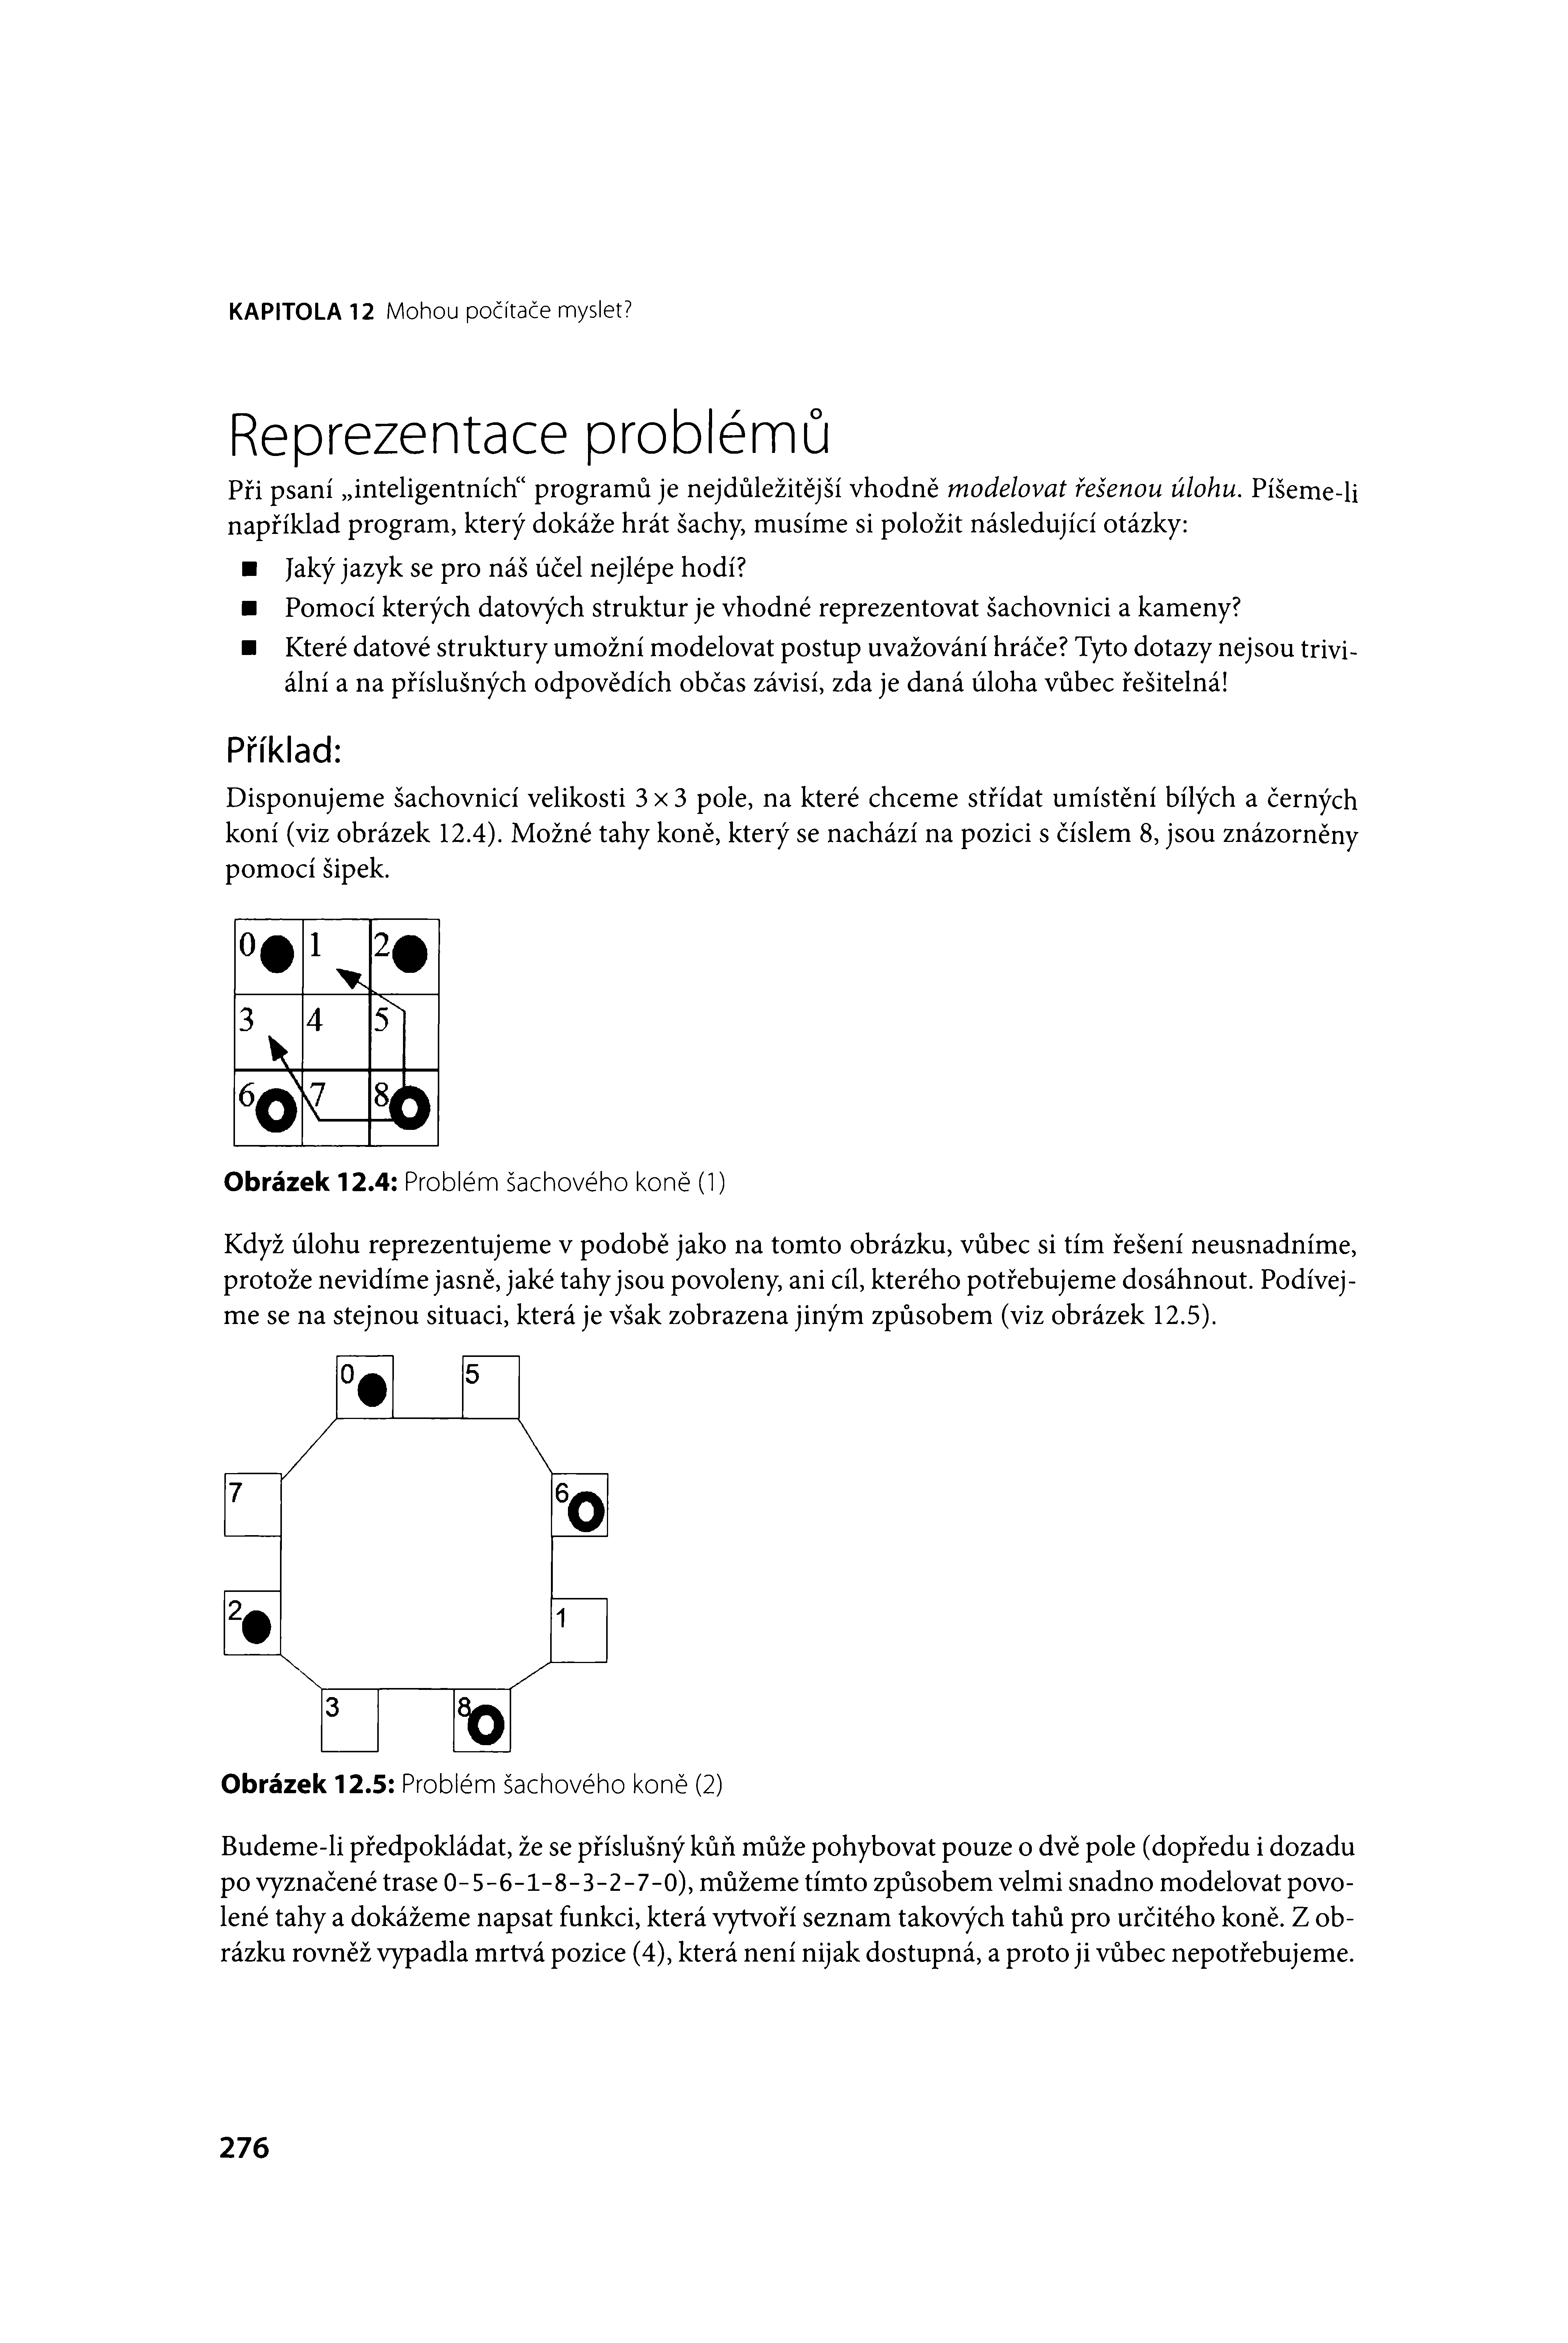 KAPITOLA 12 Mohou počítače myslet?
Reprezentace problémů
Při psaní „inteligentních“ programů je nejdůležitější vhodně modelovat řešenou úlohu. Píšeme-li
například program, který dokáže hrát šachy, musíme si položit následující otázky:
■ Jaký jazyk se pro náš účel nejlépe hodí?
■ Pomocí kterých datových struktur je vhodné reprezentovat šachovnici a kameny?
■ Které datové struktury umožní modelovat postup uvažování hráče? Tyto dotazy nejsou trivi-
ální a na příslušných odpovědích občas závisí, zda je daná úloha vůbec řešitelná!
Příklad:
Disponujeme šachovnicí velikosti 3 × 3 pole, na které chceme střídat umístění bílých a černých
koní (viz obrázek 12.4). Možné tahy koně, který se nachází na pozici s číslem 8, jsou znázorněny
pomocí šipek.
0 1 2
3 4 5
6 7 8
Obrázek 12.4: Problém šachového koně (1)
Když úlohu reprezentujeme v podobě jako na tomto obrázku, vůbec si tím řešení neusnadníme,
protože nevidíme jasně, jaké tahy jsou povoleny, ani cíl, kterého potřebujeme dosáhnout. Podívej-
me se na stejnou situaci, která je však zobrazena jiným způsobem (viz obrázek 12.5).
0 5
7 6
2 1
3 8
Obrázek 12.5: Problém šachového koně (2)
Budeme-li předpokládat, že se příslušný kůň může pohybovat pouze o dvě pole (dopředu i dozadu
po vyznačené trase 0-5-6-1-8-3-2-7-0), můžeme tímto způsobem velmi snadno modelovat povo-
lené tahy a dokážeme napsat funkci, která vytvoří seznam takových tahů pro určitého koně. Z ob-
rázku rovněž vypadla mrtvá pozice (4), která není nijak dostupná, a proto ji vůbec nepotřebujeme.
276